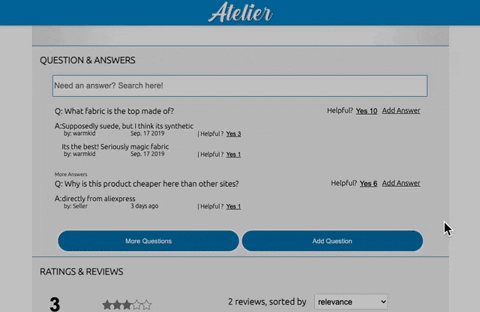 Atelier
QUESTION & ANSWERS
Need an answer? Search here!
Q: What fabric is the top made of? Helpful? Yes 10 Add Answer
A:Supposedly suede, but I think its synthetic
by: warmkid Sep. 17 2019 | Helpful ? Yes 3
Its the best! Seriously magic fabric
by: warmkid Sep. 17 2019 | Helpful ? Yes 1
More Answers
Q: Why is this product cheaper here than other sites? Helpful? Yes 6 Add Answer
A:directly from aliexpress
by: Seller 3 days ago | Helpful ? Yes 1
More Questions Add Question
RATINGS & REVIEWS
3 2 reviews, sorted by relevance